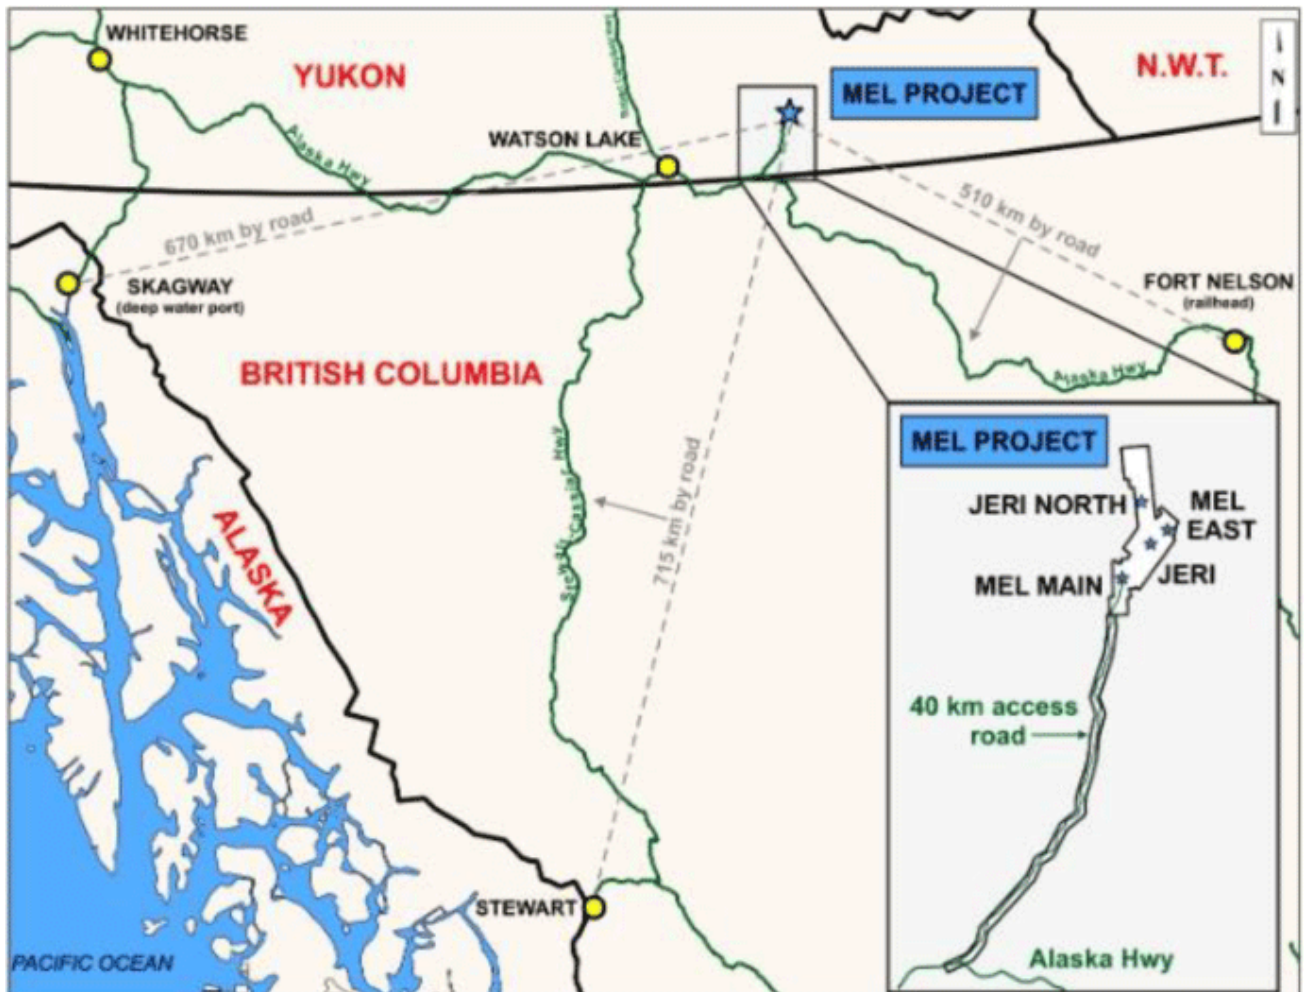 WHITEHORSE
YUKON
N.W.T.
N
MEL PROJECT
WATSON LAKE
Alaska Hwy
670 km by road
510 km by road
SKAGWAY
(deep water port)
FORT NELSON
(railhead)
BRITISH COLUMBIA
Alaska Hwy
MEL PROJECT
JERI NORTH
MEL
EAST
MEL MAIN
JERI
715 km by road
ALASKA
40 km access
road
STEWART
Alaska Hwy
PACIFIC OCEAN